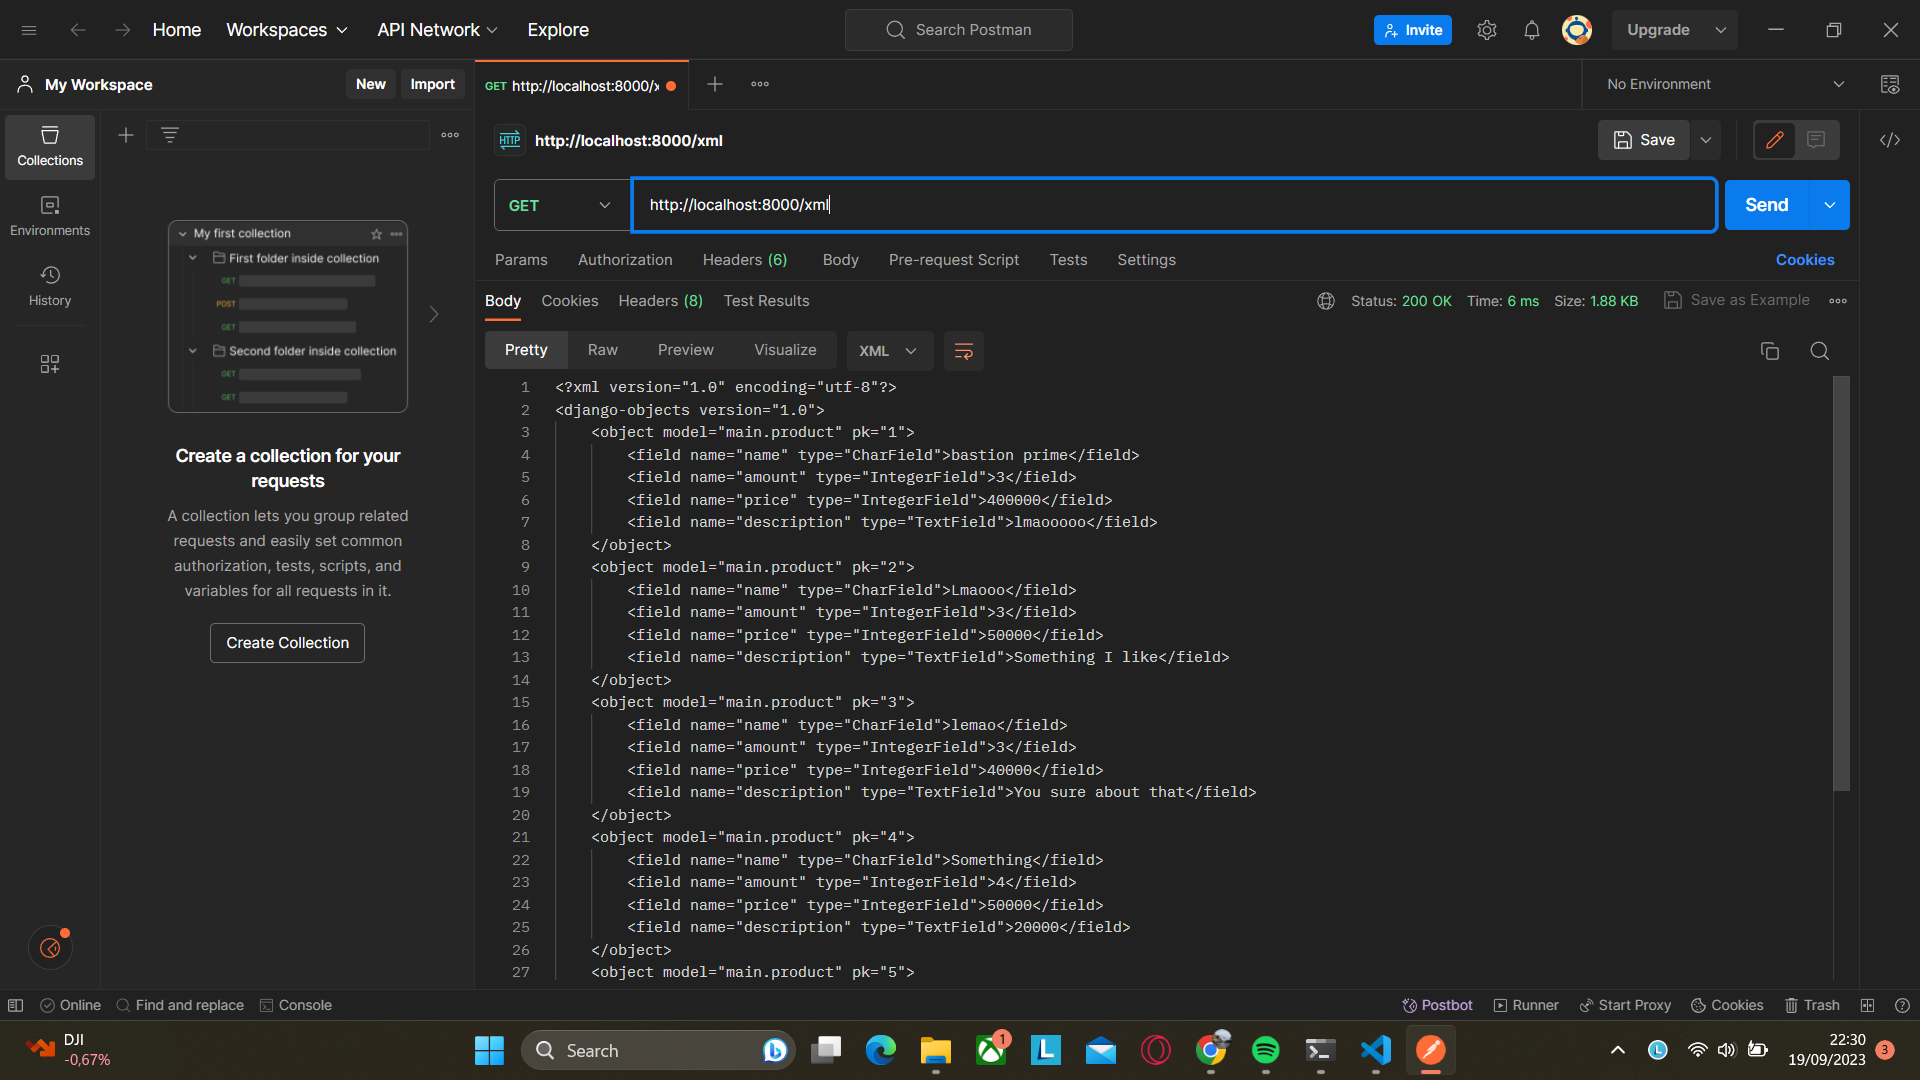 Home
Workspaces
API Network
Explore
Search Postman
Invite
Upgrade
My Workspace
New
Import
GET http://localhost:8000/x
No Environment
Collections
Environments
History
My first collection
First folder inside collection
GET
POST
GET
Second folder inside collection
GET
GET
Create a collection for your
requests
A collection lets you group related
requests and easily set common
authorization, tests, scripts, and
variables for all requests in it.
Create Collection
HTTP http://localhost:8000/xml
Save
GET
http://localhost:8000/xml
Send
Params
Authorization
Headers (6)
Body
Pre-request Script
Tests
Settings
Cookies
Body
Cookies
Headers (8)
Test Results
Status: 200 OK
Time: 6 ms
Size: 1.88 KB
Save as Example
Pretty
Raw
Preview
Visualize
XML
1 <?xml version="1.0" encoding="utf-8"?>
2 <django-objects version="1.0">
3 <object model="main.product" pk="1">
4 <field name="name" type="CharField">bastion prime</field>
5 <field name="amount" type="IntegerField">3</field>
6 <field name="price" type="IntegerField">400000</field>
7 <field name="description" type="TextField">lmaooooo</field>
8 </object>
9 <object model="main.product" pk="2">
10 <field name="name" type="CharField">Lmaooo</field>
11 <field name="amount" type="IntegerField">3</field>
12 <field name="price" type="IntegerField">50000</field>
13 <field name="description" type="TextField">Something I like</field>
14 </object>
15 <object model="main.product" pk="3">
16 <field name="name" type="CharField">lemao</field>
17 <field name="amount" type="IntegerField">3</field>
18 <field name="price" type="IntegerField">40000</field>
19 <field name="description" type="TextField">You sure about that</field>
20 </object>
21 <object model="main.product" pk="4">
22 <field name="name" type="CharField">Something</field>
23 <field name="amount" type="IntegerField">4</field>
24 <field name="price" type="IntegerField">50000</field>
25 <field name="description" type="TextField">20000</field>
26 </object>
27 <object model="main.product" pk="5">
Online
Find and replace
Console
Postbot
Runner
Start Proxy
Cookies
Trash
DJI
-0,67%
Search
1
L
L
22:30
19/09/2023
3